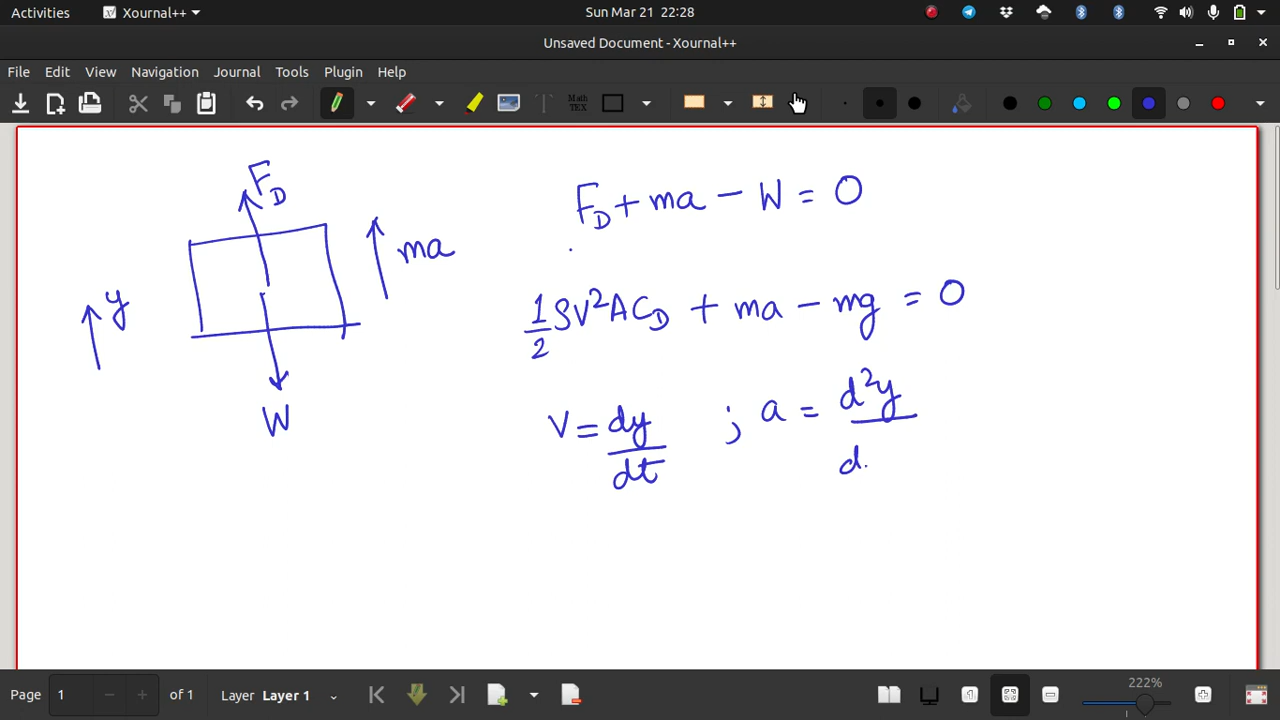 Activities Xournal++ Sun Mar 21 22:28
Unsaved Document - Xournal++
File Edit View Navigation Journal Tools Plugin Help
Math TEX
F_D
ma
y
W
F_D + ma - W = 0
1/2 ρV²AC_D + ma - mg = 0
V = dy/dt ; a = d²y/d
Page 1 of 1 Layer Layer 1 222%